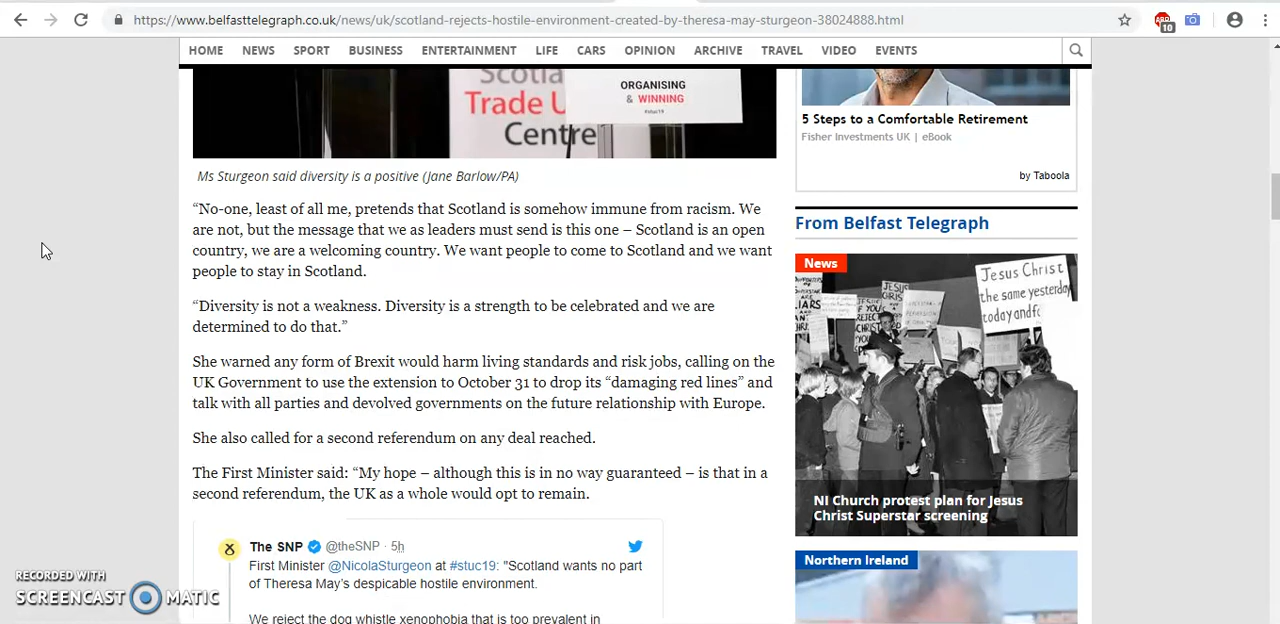 https://www.belfasttelegraph.co.uk/news/uk/scotland-rejects-hostile-environment-created-by-theresa-may-sturgeon-38024888.html
ABP
10
HOME NEWS SPORT BUSINESS ENTERTAINMENT LIFE CARS OPINION ARCHIVE TRAVEL VIDEO EVENTS
Trade U
Centre
ORGANISING
& WINNING
#stuc19
Ms Sturgeon said diversity is a positive (Jane Barlow/PA)
“No-one, least of all me, pretends that Scotland is somehow immune from racism. We
are not, but the message that we as leaders must send is this one – Scotland is an open
country, we are a welcoming country. We want people to come to Scotland and we want
people to stay in Scotland.
“Diversity is not a weakness. Diversity is a strength to be celebrated and we are
determined to do that.”
She warned any form of Brexit would harm living standards and risk jobs, calling on the
UK Government to use the extension to October 31 to drop its “damaging red lines” and
talk with all parties and devolved governments on the future relationship with Europe.
She also called for a second referendum on any deal reached.
The First Minister said: “My hope – although this is in no way guaranteed – is that in a
second referendum, the UK as a whole would opt to remain.
The SNP @theSNP · 5h
First Minister @NicolaSturgeon at #stuc19: "Scotland wants no part
of Theresa May's despicable hostile environment.
We reject the dog whistle xenophobia that is too prevalent in
5 Steps to a Comfortable Retirement
Fisher Investments UK | eBook
by Taboola
From Belfast Telegraph
News
Jesus Christ
the same yesterday
today and fo
NI Church protest plan for Jesus
Christ Superstar screening
Northern Ireland
RECORDED WITH
SCREENCAST MATIC